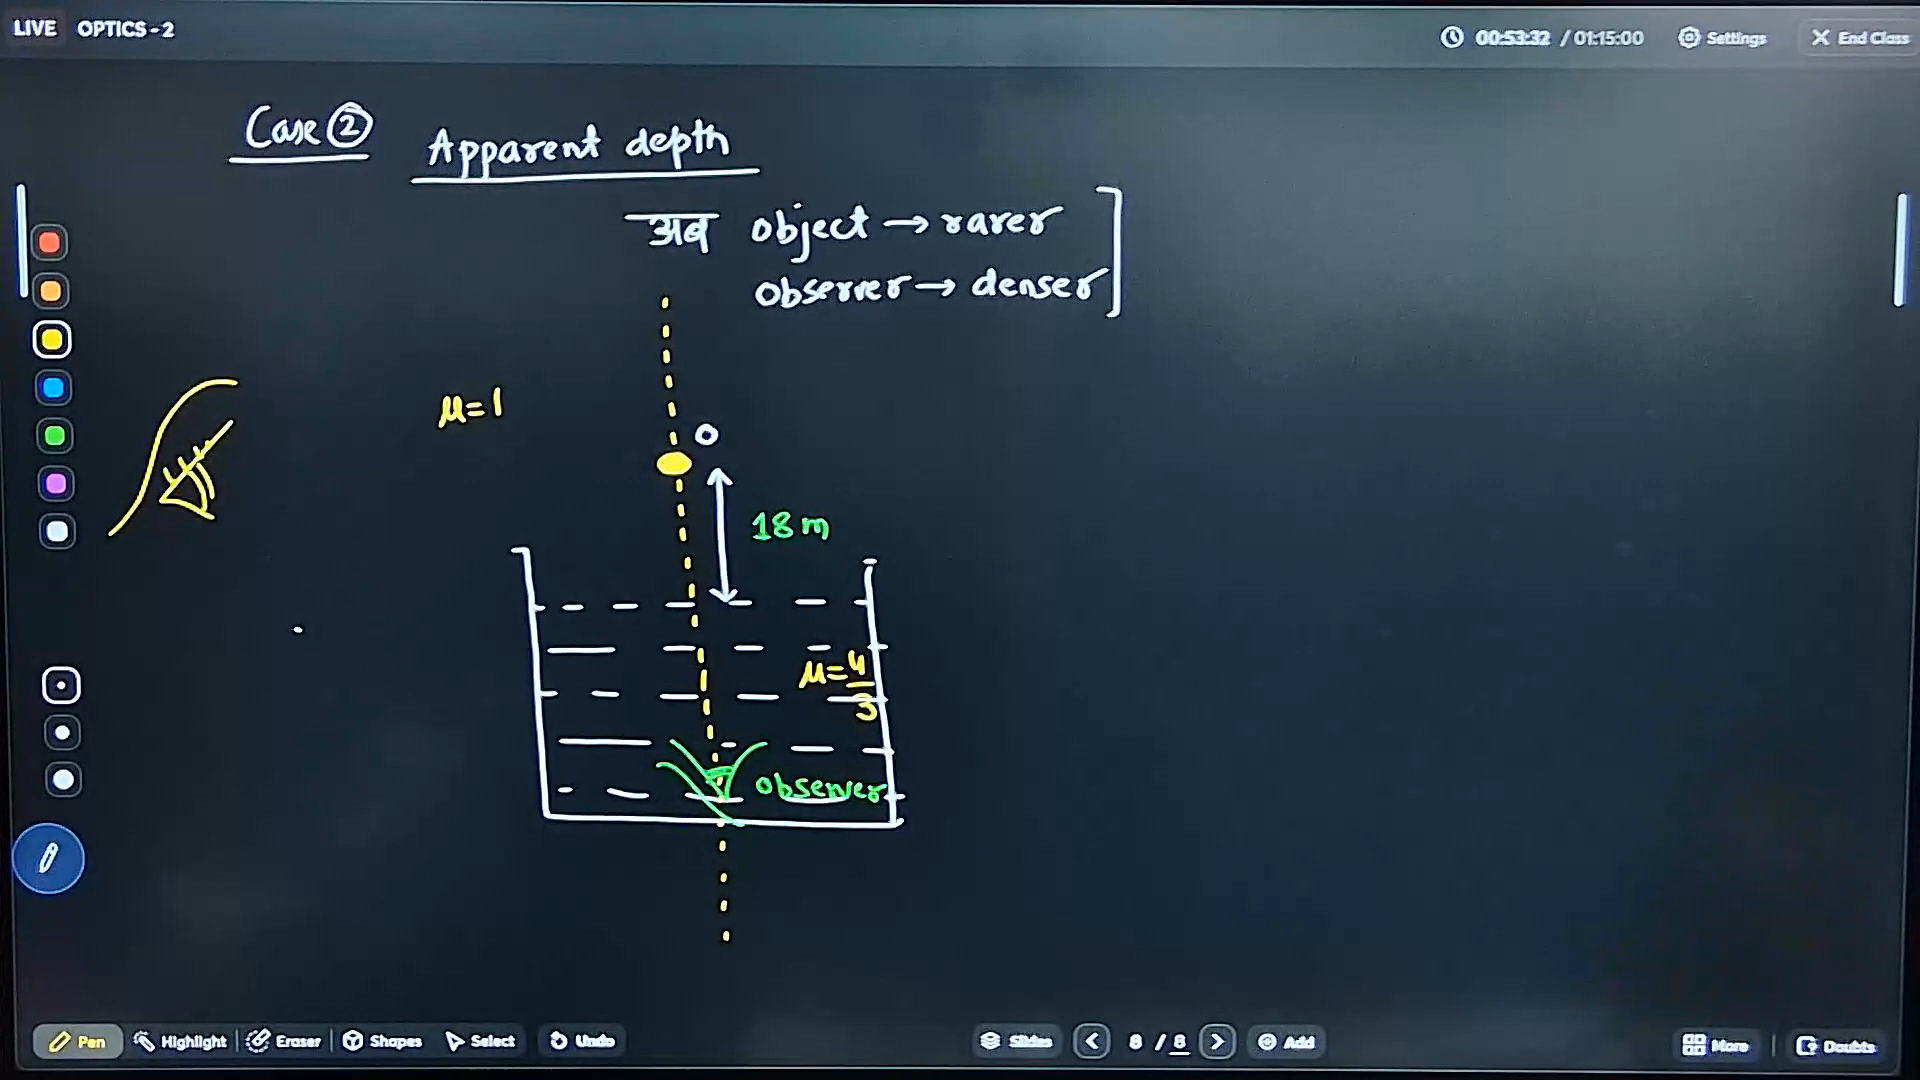 LIVE OPTICS-2
00:53:32 / 01:15:00 Settings End Class
Case 2 Apparent depth
अब object → rarer
observer → denser
μ=1
O
18m
μ=4/3
observer
Pen Highlight Eraser Shapes Select Undo Slides 8 / 8 Add More Doubts